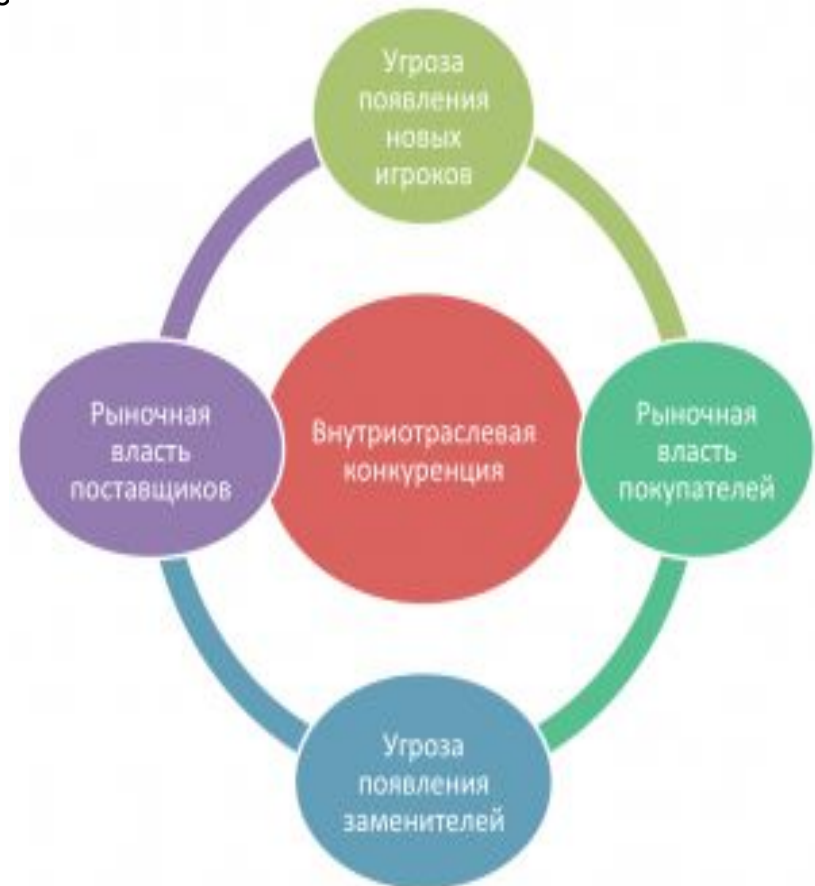 Угроза
появления
новых
игроков
Рыночная
власть
поставщиков
Внутриотраслевая
конкуренция
Рыночная
власть
покупателей
Угроза
появления
заменителей